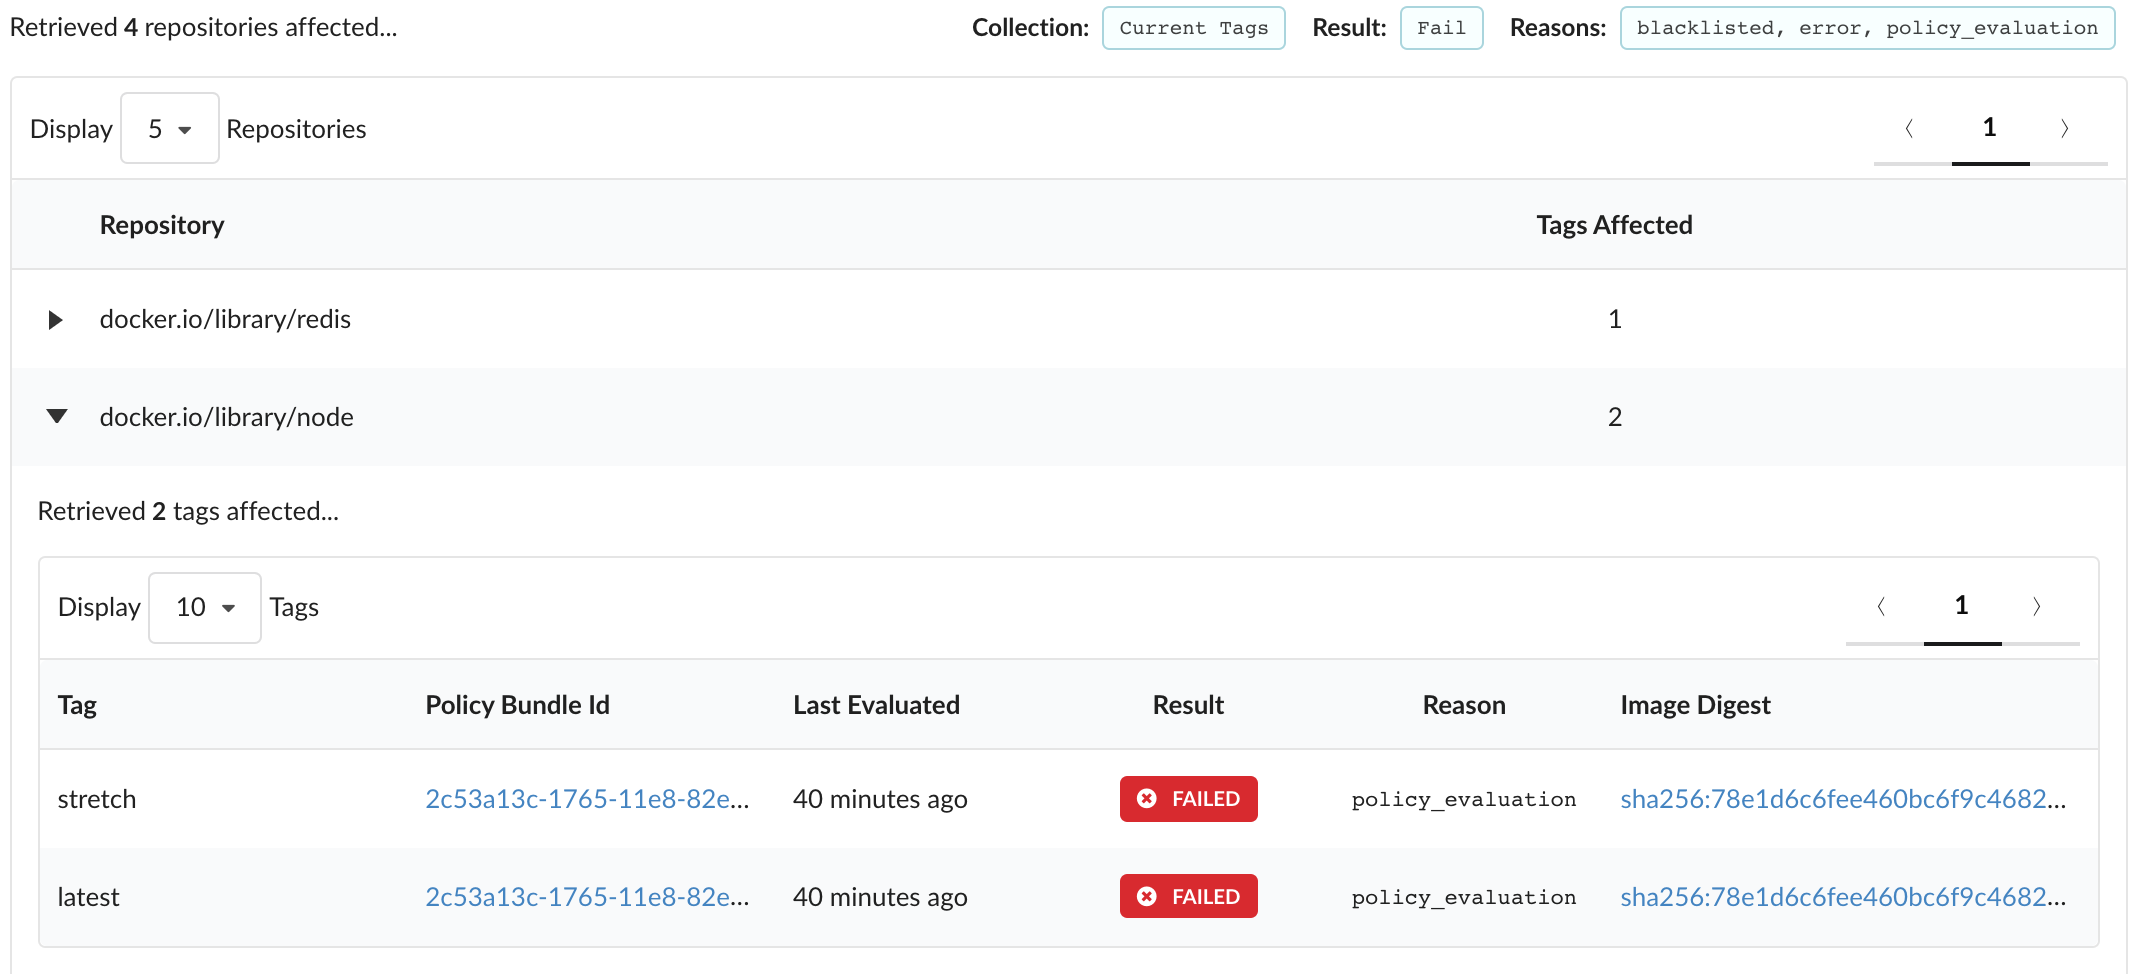 Retrieved 4 repositories affected... Collection: Current Tags Result: Fail Reasons: blacklisted, error, policy_evaluation
Display 5 Repositories 〈 1 〉
Repository Tags Affected
docker.io/library/redis 1
docker.io/library/node 2
Retrieved 2 tags affected...
Display 10 Tags 〈 1 〉
Tag Policy Bundle Id Last Evaluated Result Reason Image Digest
stretch 2c53a13c-1765-11e8-82e... 40 minutes ago FAILED policy_evaluation sha256:78e1d6c6fee460bc6f9c4682...
latest 2c53a13c-1765-11e8-82e... 40 minutes ago FAILED policy_evaluation sha256:78e1d6c6fee460bc6f9c4682...